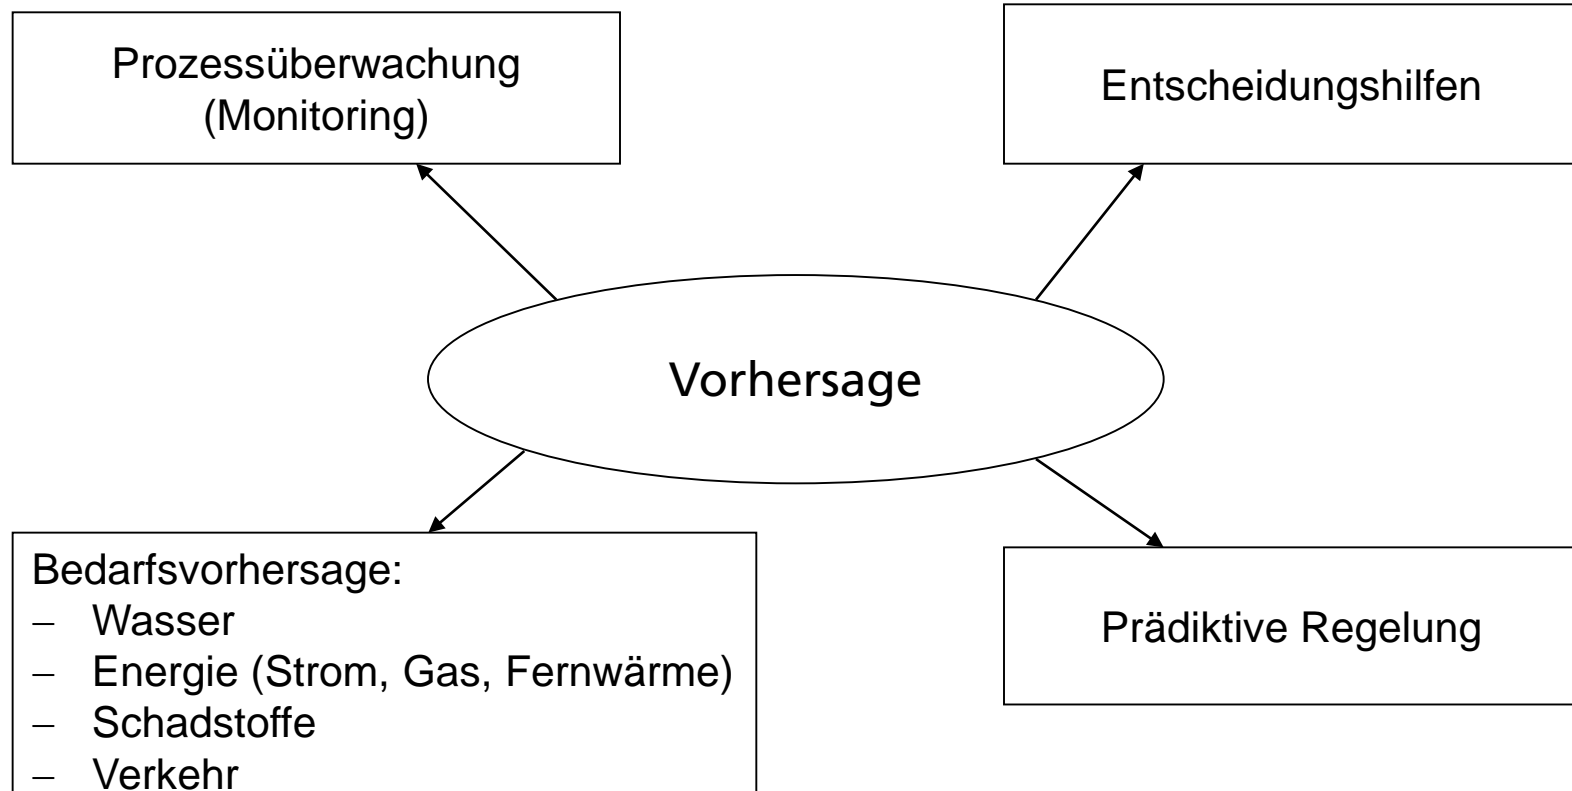 Prozessüberwachung
(Monitoring)
Entscheidungshilfen
Vorhersage
Bedarfsvorhersage:
– Wasser
– Energie (Strom, Gas, Fernwärme)
– Schadstoffe
– Verkehr
Prädiktive Regelung